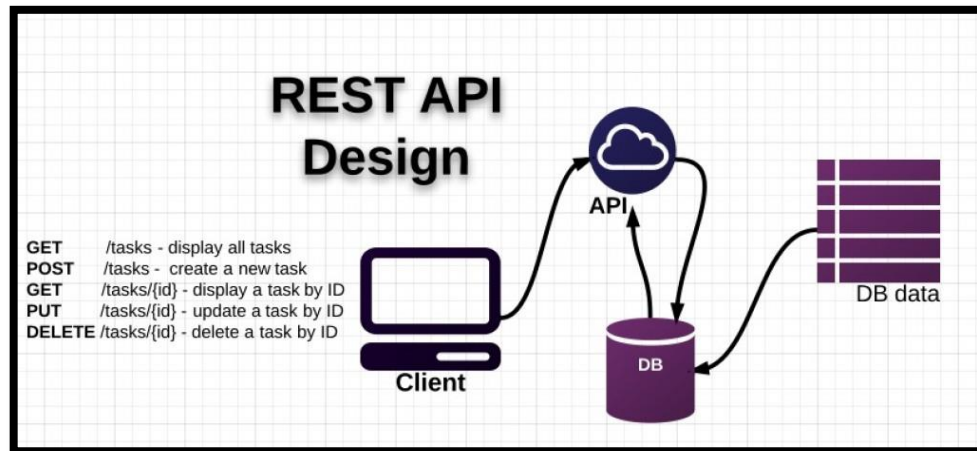 REST API
Design
GET /tasks - display all tasks
POST /tasks - create a new task
GET /tasks/{id} - display a task by ID
PUT /tasks/{id} - update a task by ID
DELETE /tasks/{id} - delete a task by ID
Client
API
DB
DB data